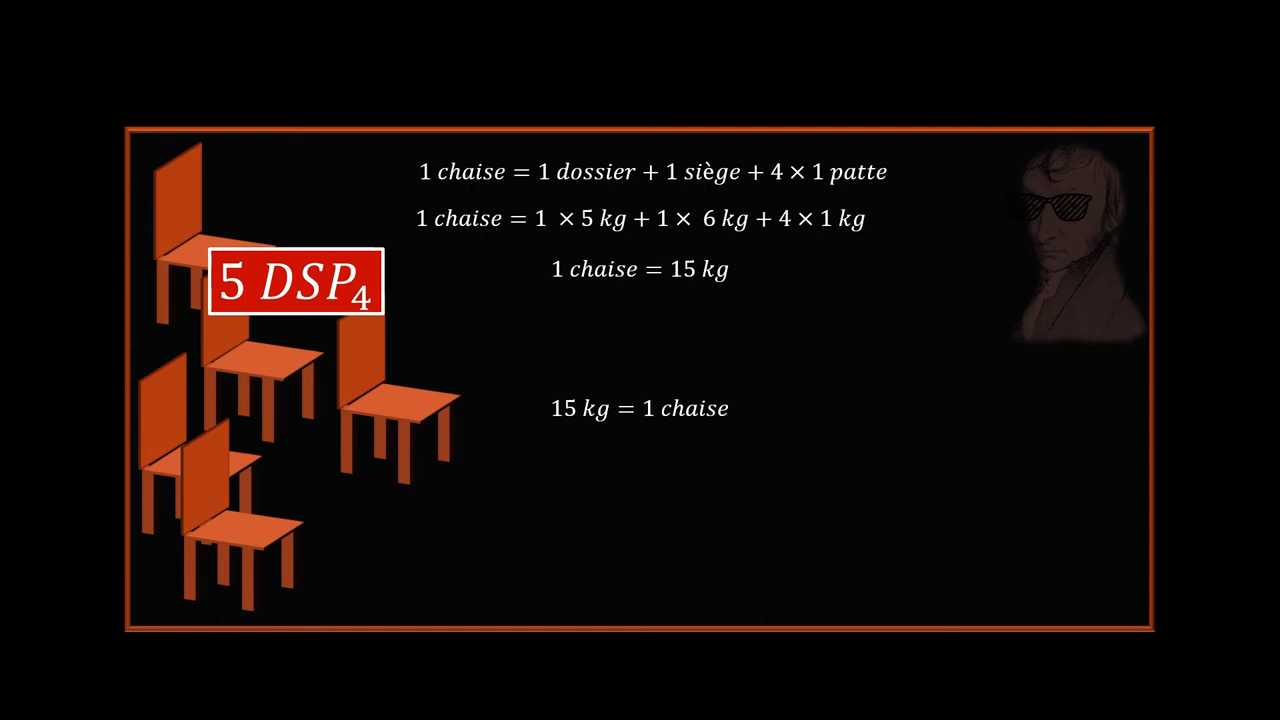 1 chaise = 1 dossier + 1 siège + 4 × 1 patte
1 chaise = 1 × 5 kg + 1 × 6 kg + 4 × 1 kg
1 chaise = 15 kg
5 DSP₄
15 kg = 1 chaise